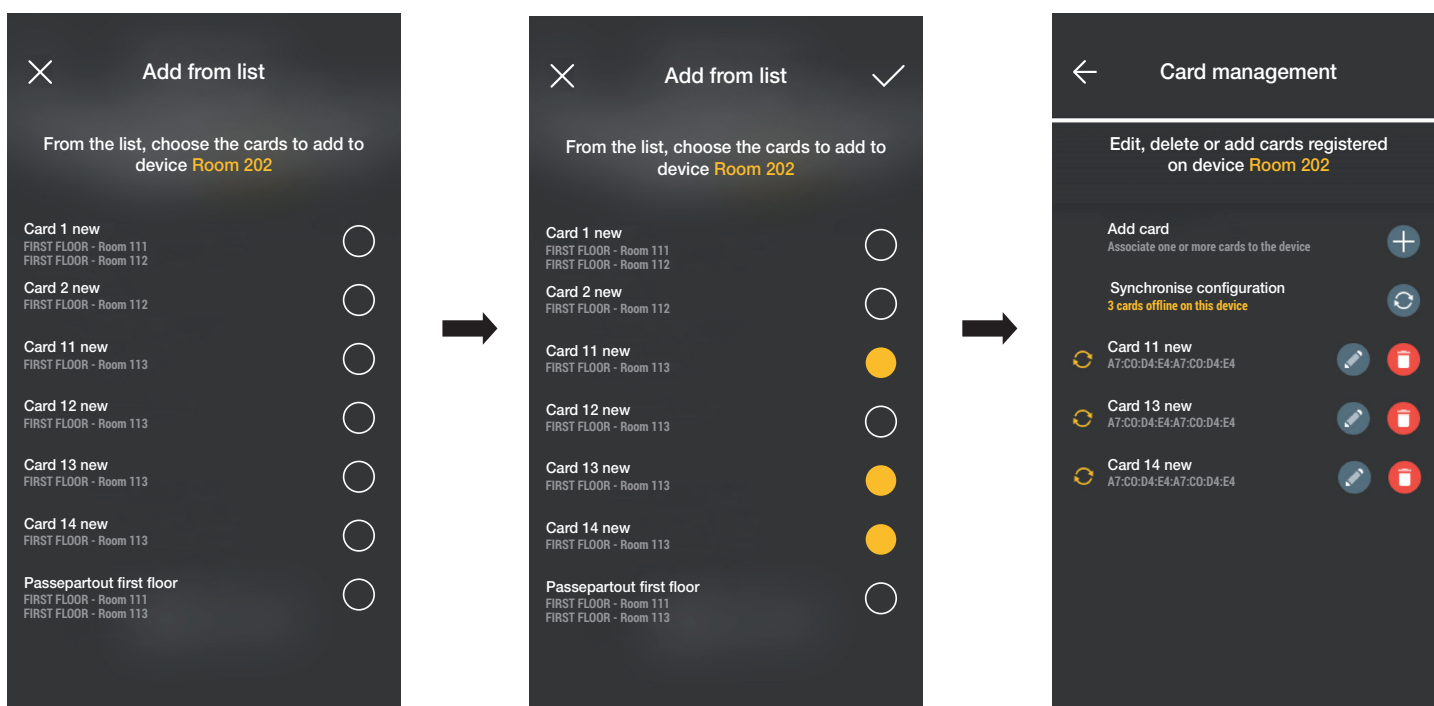 Add from list
From the list, choose the cards to add to
device Room 202
Card 1 new
FIRST FLOOR - Room 111
FIRST FLOOR - Room 112
Card 2 new
FIRST FLOOR - Room 112
Card 11 new
FIRST FLOOR - Room 113
Card 12 new
FIRST FLOOR - Room 113
Card 13 new
FIRST FLOOR - Room 113
Card 14 new
FIRST FLOOR - Room 113
Passepartout first floor
FIRST FLOOR - Room 111
FIRST FLOOR - Room 113
Add from list
From the list, choose the cards to add to
device Room 202
Card 1 new
FIRST FLOOR - Room 111
FIRST FLOOR - Room 112
Card 2 new
FIRST FLOOR - Room 112
Card 11 new
FIRST FLOOR - Room 113
Card 12 new
FIRST FLOOR - Room 113
Card 13 new
FIRST FLOOR - Room 113
Card 14 new
FIRST FLOOR - Room 113
Passepartout first floor
FIRST FLOOR - Room 111
FIRST FLOOR - Room 113
Card management
Edit, delete or add cards registered
on device Room 202
Add card
Associate one or more cards to the device
Synchronise configuration
3 cards offline on this device
Card 11 new
A7:C0:D4:E4:A7:C0:D4:E4
Card 13 new
A7:C0:D4:E4:A7:C0:D4:E4
Card 14 new
A7:C0:D4:E4:A7:C0:D4:E4